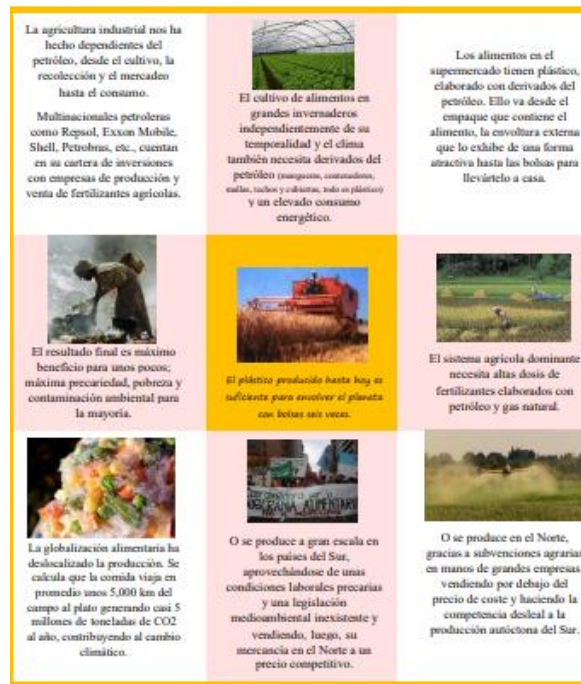 La agricultura industrial nos ha
hecho dependientes del
petróleo, desde el cultivo, la
recolección y el mercadeo
hasta el consumo.
Multinacionales petroleras
como Repsol, Exxon Mobile,
Shell, Petrobras, etc., cuentan
en su cartera de inversiones
con empresas de producción y
venta de fertilizantes agrícolas.
El cultivo de alimentos en
grandes invernaderos
independientemente de su
temporalidad y el clima
también necesita derivados del
petróleo (mangueras, contenedores,
mallas, techos y cubiertas, todo es plástico)
y un elevado consumo
energético.
Los alimentos en el
supermercado tienen plástico,
elaborado con derivados del
petróleo. Ello va desde el
empaque que contiene el
alimento, la envoltura externa
que lo exhibe de una forma
atractiva hasta las bolsas para
llevártelo a casa.
El resultado final es máximo
beneficio para unos pocos;
máxima precariedad, pobreza y
contaminación ambiental para
la mayoría.
El plástico producido hasta hoy es
suficiente para envolver el planeta
con bolsas seis veces.
El sistema agrícola dominante
necesita altas dosis de
fertilizantes elaborados con
petróleo y gas natural.
La globalización alimentaria ha
deslocalizado la producción. Se
calcula que la comida viaja en
promedio unos 5,000 km del
campo al plato generando casi 5
millones de toneladas de CO2
al año, contribuyendo al cambio
climático.
ALIMENTARIA
O se produce a gran escala en
los países del Sur,
aprovechándose de unas
condiciones laborales precarias
y una legislación
medioambiental inexistente y
vendiendo, luego, su
mercancía en el Norte a un
precio competitivo.
O se produce en el Norte,
gracias a subvenciones agrarias
en manos de grandes empresas,
vendiendo por debajo del
precio de coste y haciendo la
competencia desleal a la
producción autóctona del Sur.